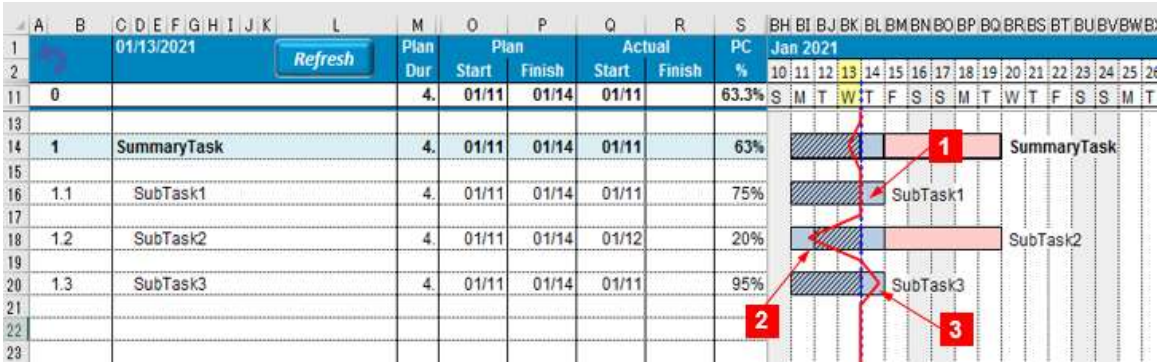 A B C D E F G H I J K L M O P Q R S BH BI BJ BK BL BM BN BO BP BQ BR BS BT BU BV BW BX
1 01/13/2021 Refresh Plan Plan Actual PC Jan 2021
2 Dur Start Finish Start Finish % 10 11 12 13 14 15 16 17 18 19 20 21 22 23 24 25 26
11 0 4. 01/11 01/14 01/11 63.3% S M T W T F S S M T W T F S S M T
13
14 1 SummaryTask 4. 01/11 01/14 01/11 63% 1 SummaryTask
15
16 1.1 SubTask1 4. 01/11 01/14 01/11 75% SubTask1
17
18 1.2 SubTask2 4. 01/11 01/14 01/12 20% SubTask2
19
20 1.3 SubTask3 4. 01/11 01/14 01/11 95% SubTask3
21
22 2 3
23